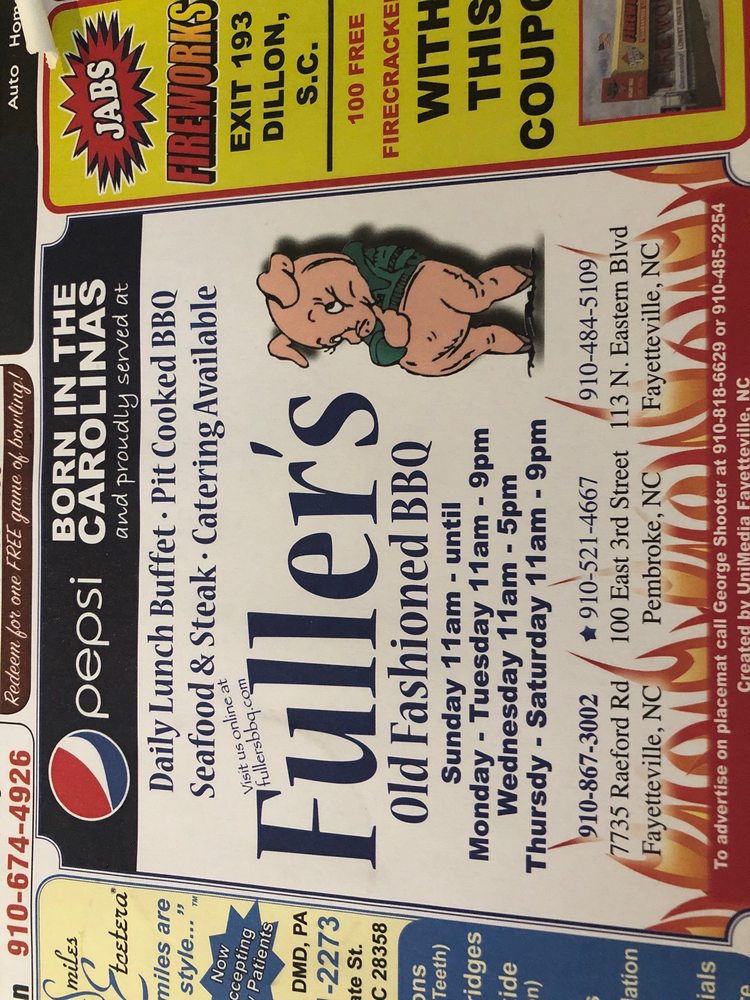 Auto
JABS
FIREWORKS
EXIT 193
DILLON,
S.C.
100 FREE
WITH
THIS
Redeem for one FREE game of bowling!
910-674-4926
pepsi
BORN IN THE
CAROLINAS
and proudly served at
Daily Lunch Buffet · Pit Cooked BBQ
Seafood & Steak · Catering Available
Visit us online at
fullersbbq.com
Fuller's
Old Fashioned BBQ
Sunday 11am - until
Monday - Tuesday 11am - 9pm
Wednesday 11am - 5pm
Thursdy - Saturday 11am - 9pm
910-867-3002
7735 Raeford Rd
Fayetteville, NC
★ 910-521-4667
100 East 3rd Street
Pembroke, NC
910-484-5109
113 N. Eastern Blvd
Fayetteville, NC
To advertise on placemat call George Shooter at 910-818-6629 or 910-485-2254
Created by UniMedia Fayetteville, NC
Smiles
Etcetera®
miles are
style..." ™
Now
ccepting
Patients
DMD, PA
-2273
te St.
C 28358
ons
Teeth)
ridges
ide
n)
s
ation
ials